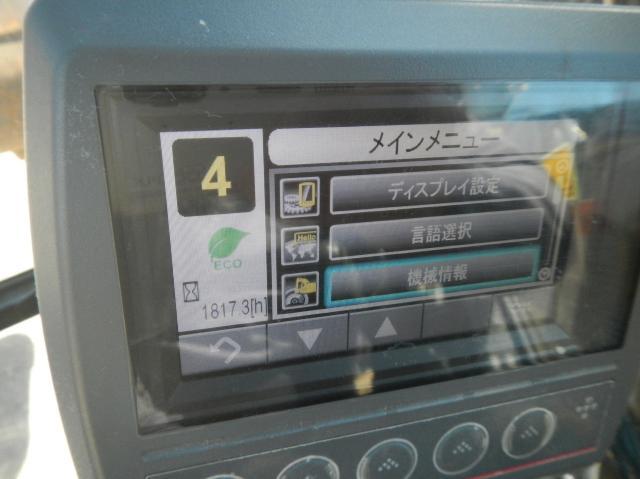 メインメニュー
4
ディスプレイ設定
Hello
言語選択
ECO
機械情報
1817.3[h]